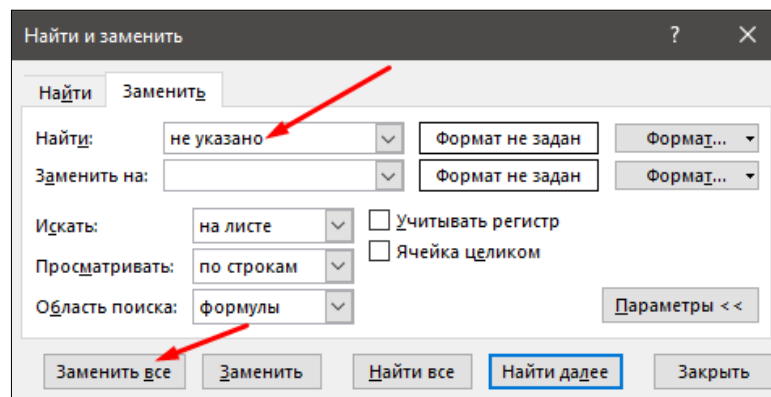 Найти и заменить ?
Найти Заменить
Найти: не указано Формат не задан Формат...
Заменить на: Формат не задан Формат...
Искать: на листе Учитывать регистр
Просматривать: по строкам Ячейка целиком
Область поиска: формулы Параметры <<
Заменить все Заменить Найти все Найти далее Закрыть